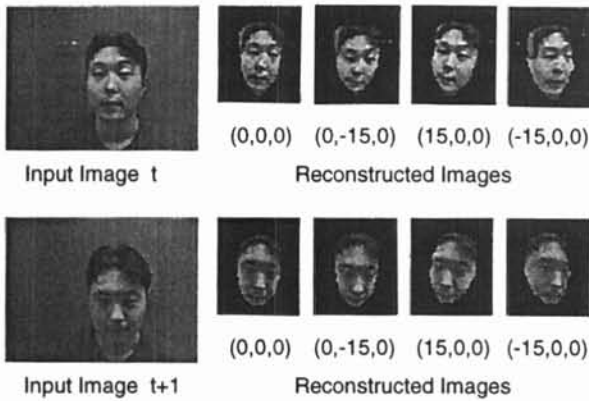 (0,0,0) (0,-15,0) (15,0,0) (-15,0,0)
Input Image t Reconstructed Images
(0,0,0) (0,-15,0) (15,0,0) (-15,0,0)
Input Image t+1 Reconstructed Images